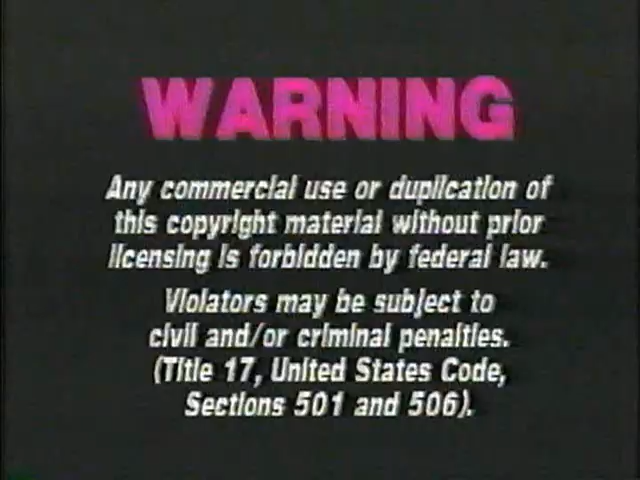 WARNING
Any commercial use or duplication of
this copyright material without prior
licensing is forbidden by federal law.
Violators may be subject to
civil and/or criminal penalties.
(Title 17, United States Code,
Sections 501 and 506).